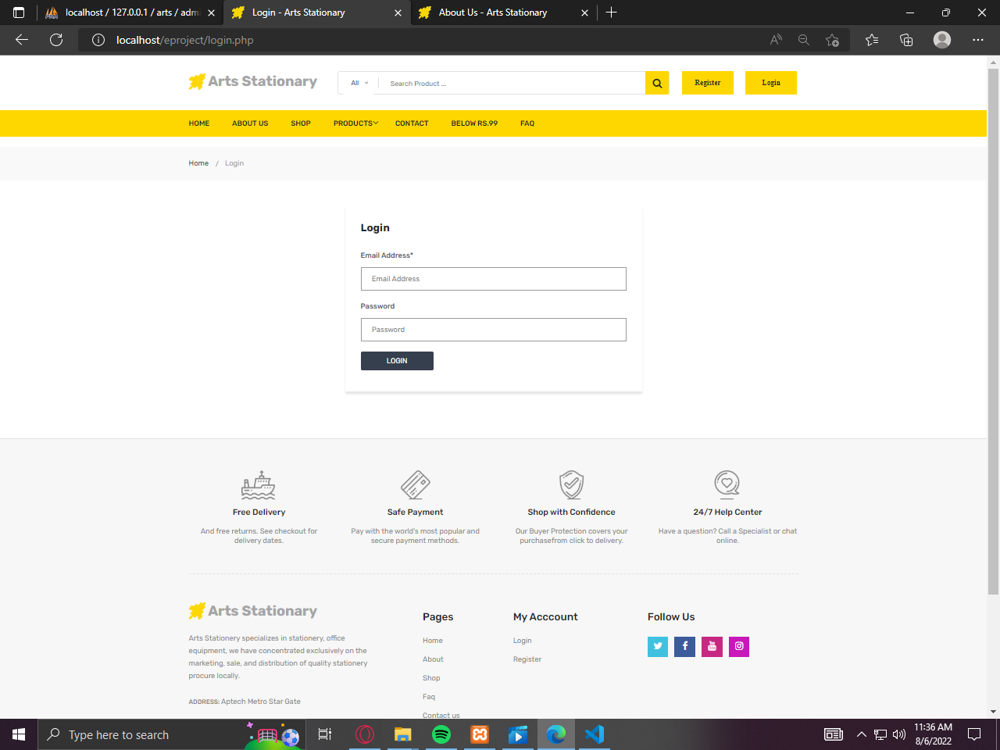 localhost / 127.0.0.1 / arts / adm
Login - Arts Stationary
About Us - Arts Stationary
localhost/eproject/login.php
Arts Stationary
All
Search Product ...
Register
Login
HOME
ABOUT US
SHOP
PRODUCTS
CONTACT
BELOW RS.99
FAQ
Home / Login
Login
Email Address*
Email Address
Password
Password
LOGIN
Free Delivery
And free returns. See checkout for
delivery dates.
Safe Payment
Pay with the world's most popular and
secure payment methods.
Shop with Confidence
Our Buyer Protection covers your
purchasefrom click to delivery.
24/7 Help Center
Have a question? Call a Specialist or chat
online.
Arts Stationary
Arts Stationery specializes in stationery, office
equipment, we have concentrated exclusively on the
marketing, sale, and distribution of quality stationery
procure locally.
ADDRESS: Aptech Metro Star Gate
Pages
Home
About
Shop
Faq
Contact us
My Acccount
Login
Register
Follow Us
Type here to search
11:36 AM
8/6/2022